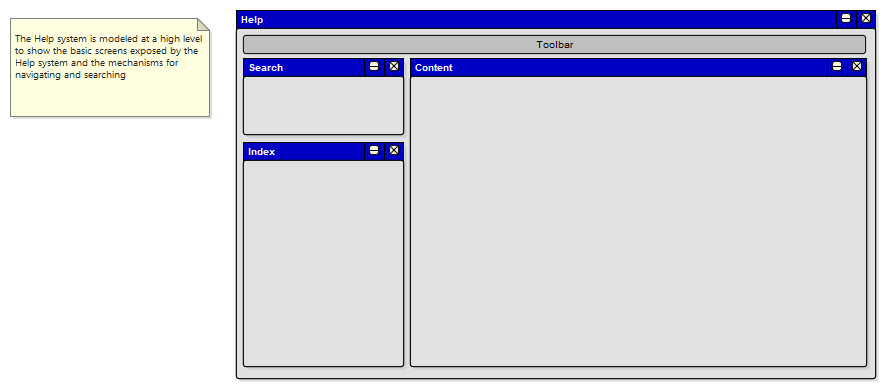 The Help system is modeled at a high level
to show the basic screens exposed by the
Help system and the mechanisms for
navigating and searching
Help
Toolbar
Search
Content
Index